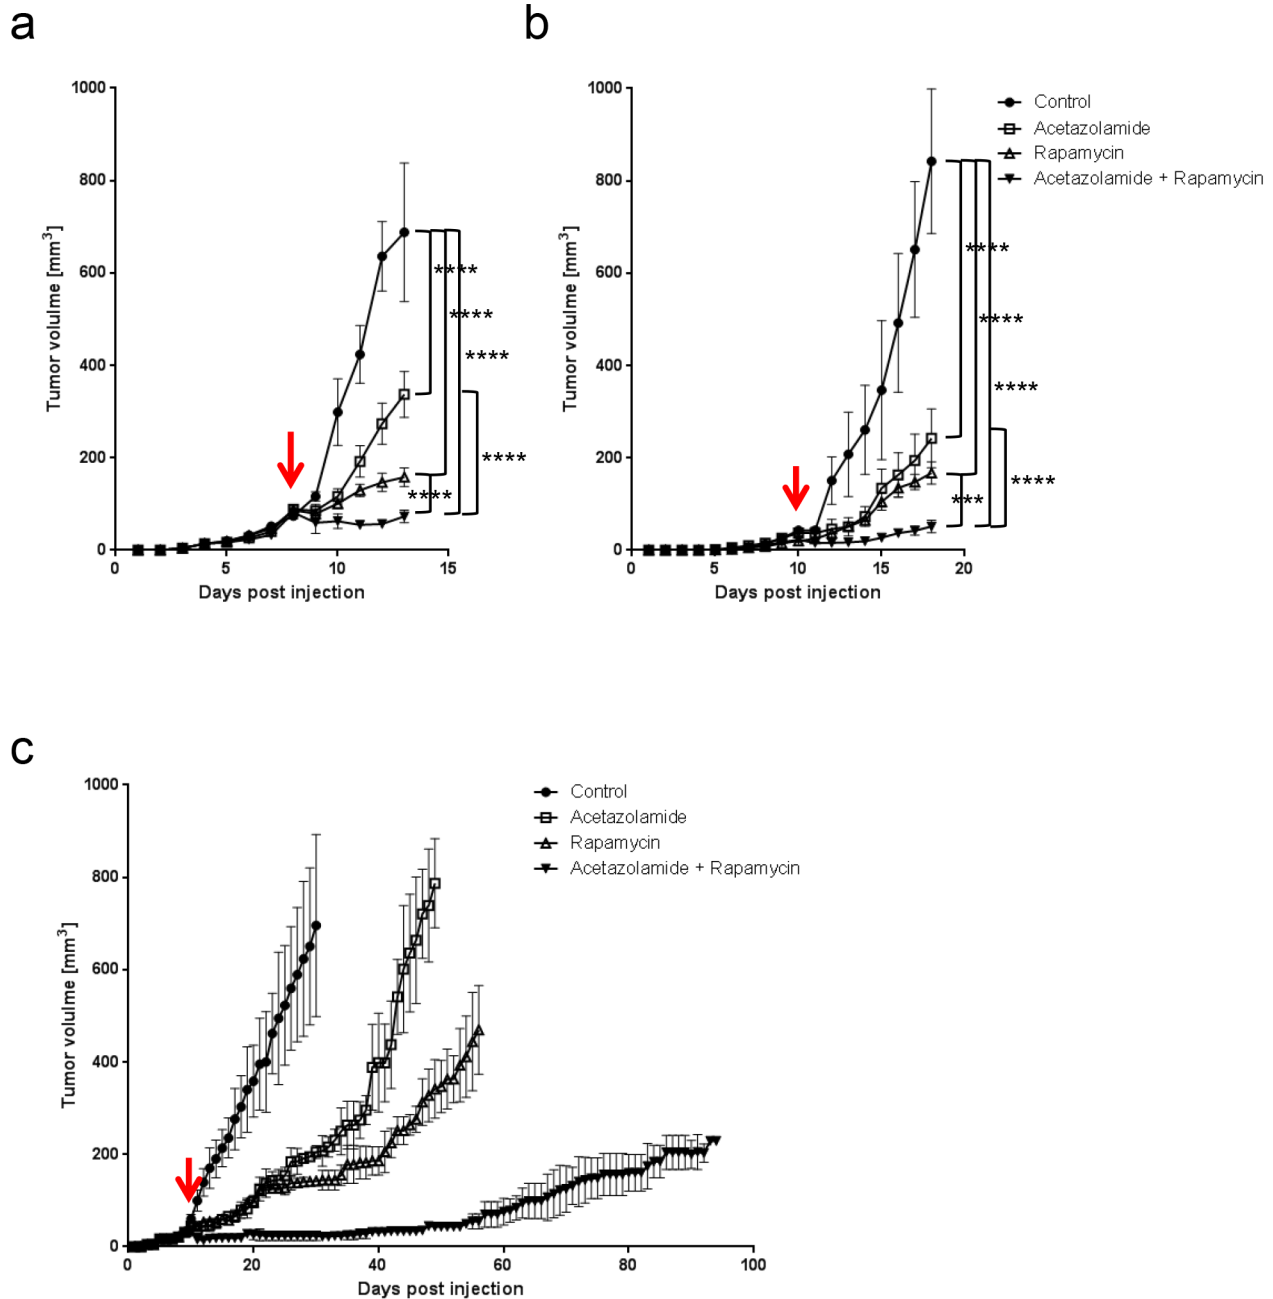 a
b
1000
800
600
400
200
0
Tumor volulme [mm3]
0
5
10
15
Days post injection
****
****
****
****
****
1000
800
600
400
200
0
Tumor volulme [mm3]
0
5
10
15
20
Days post injection
Control
Acetazolamide
Rapamycin
Acetazolamide + Rapamycin
****
****
****
****
***
c
1000
800
600
400
200
0
Tumor volulme [mm3]
0
20
40
60
80
100
Days post injection
Control
Acetazolamide
Rapamycin
Acetazolamide + Rapamycin